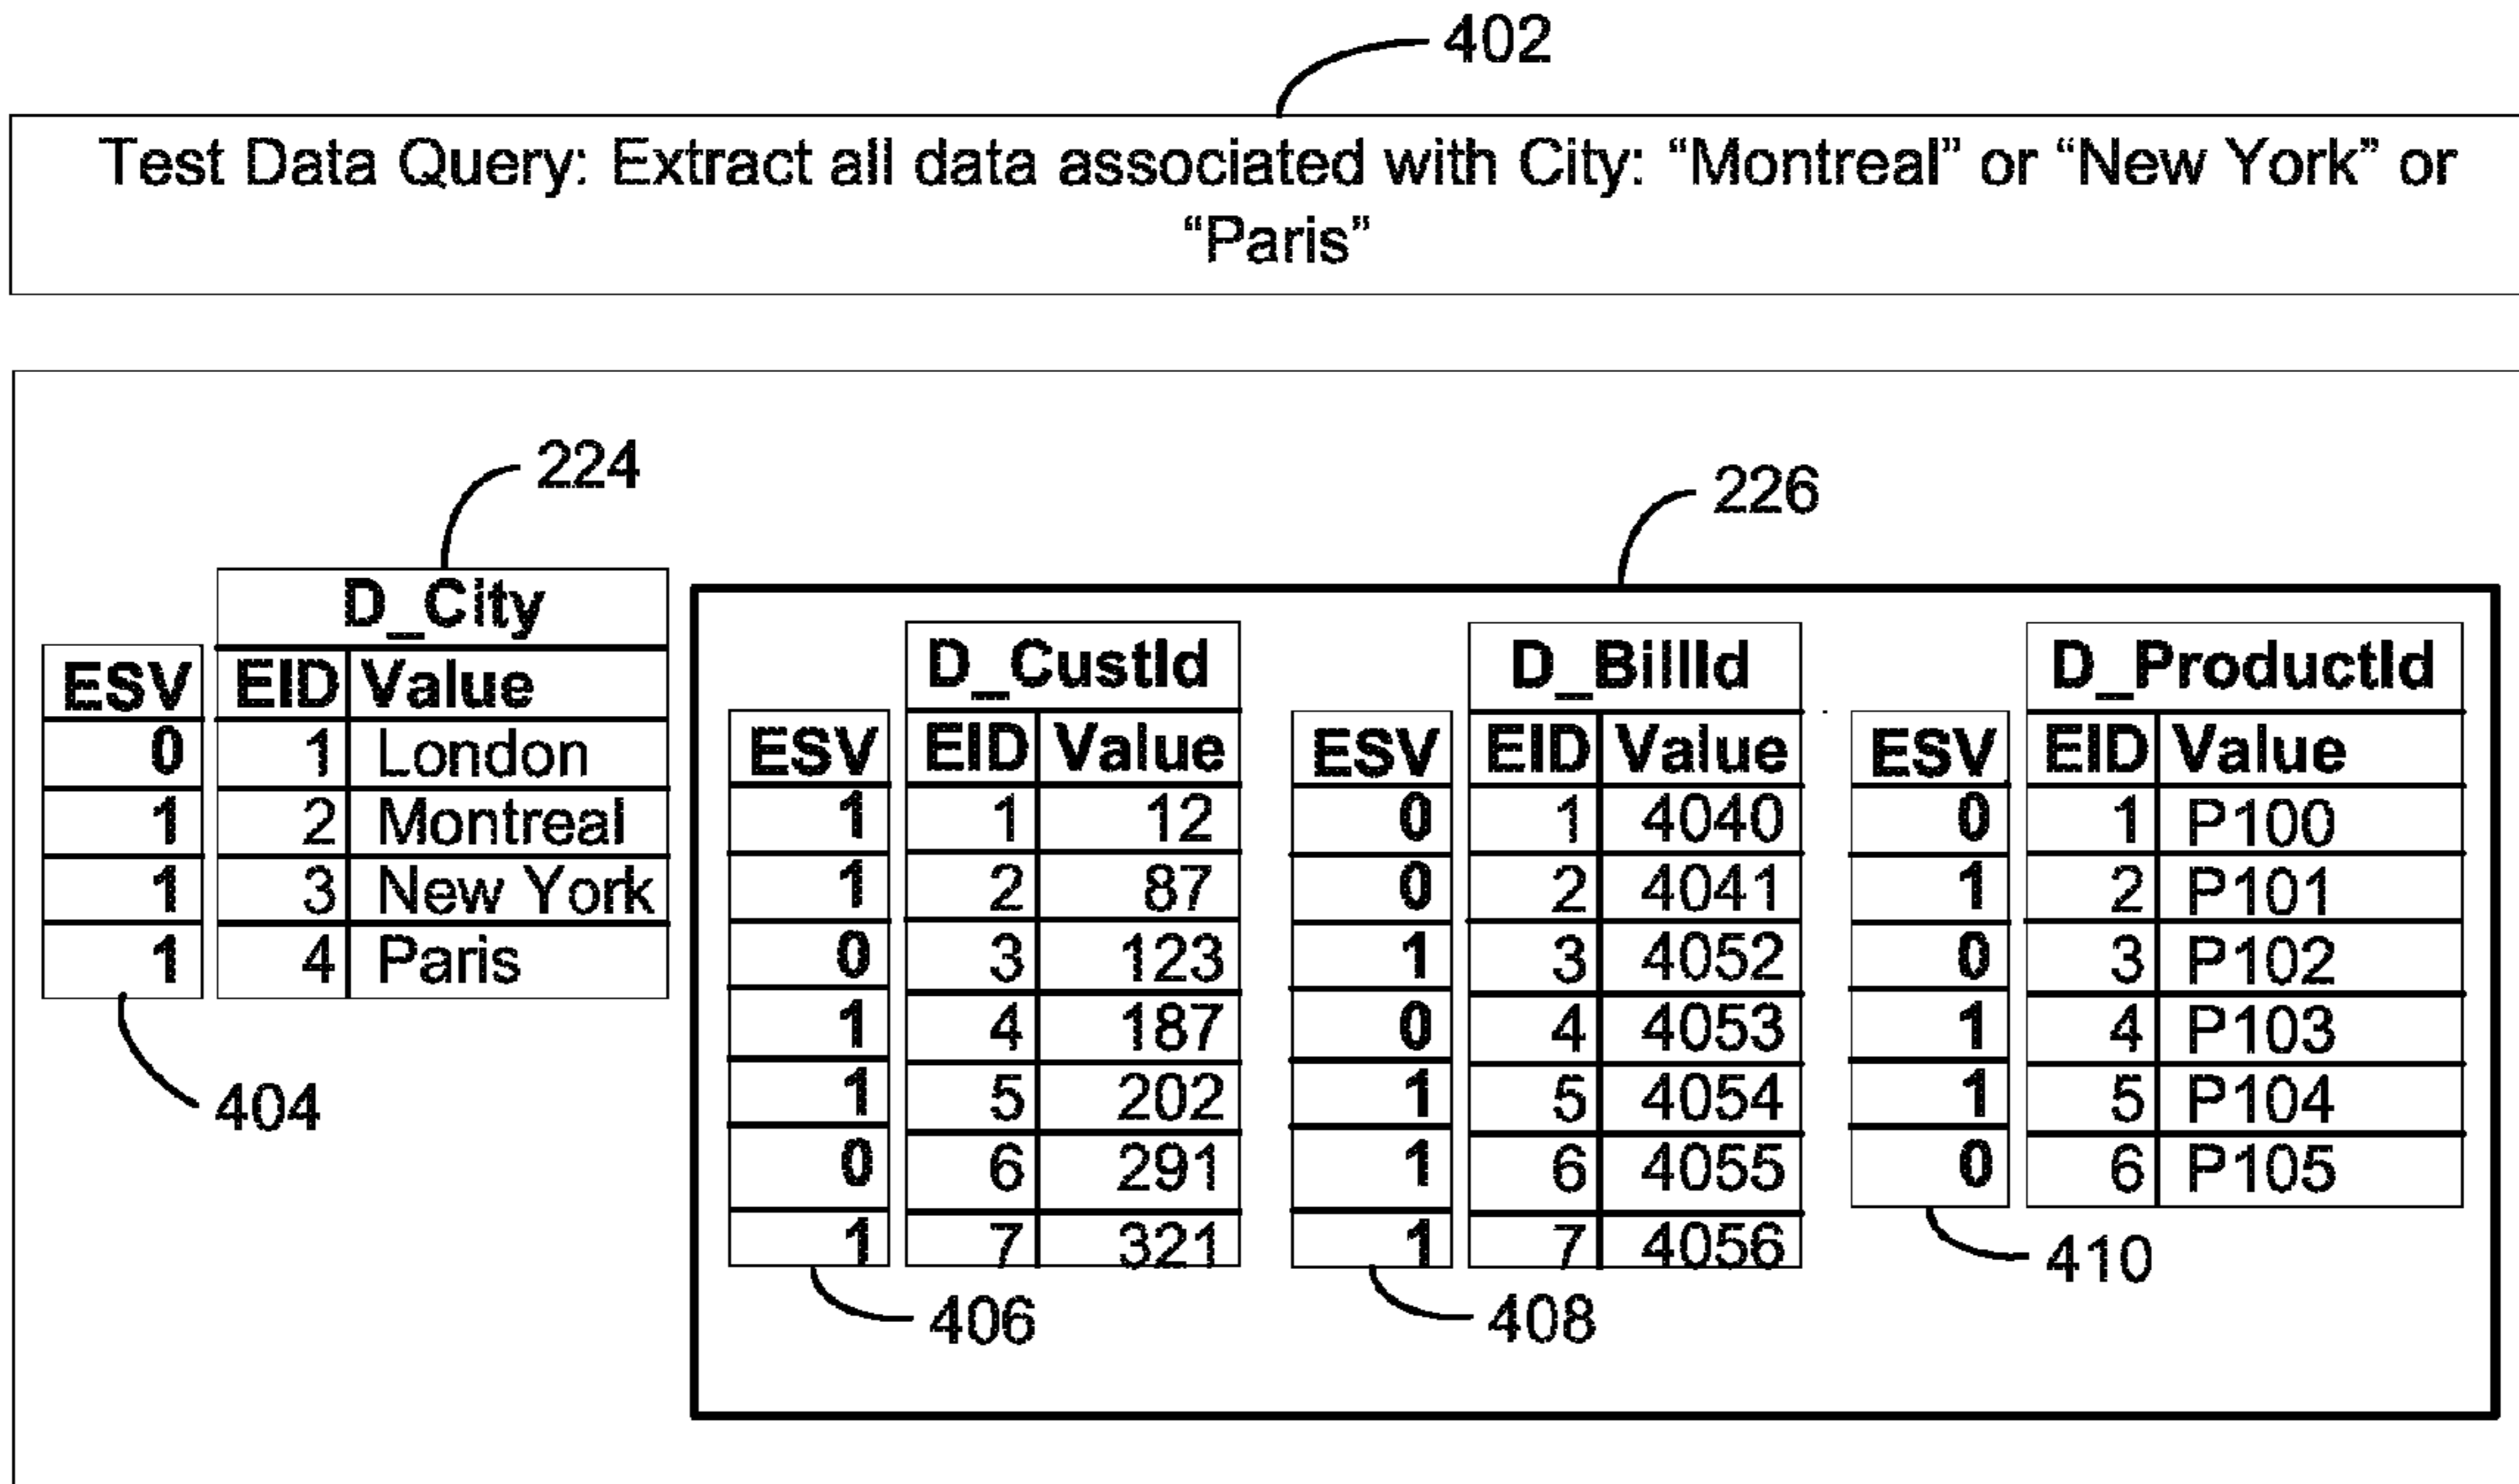 402
Test Data Query: Extract all data associated with City: “Montreal” or “New York” or
“Paris”
224
226
D_City
ESV EID Value
0 1 London
1 2 Montreal
1 3 New York
1 4 Paris
404
D_CustId
ESV EID Value
1 1 12
1 2 87
0 3 123
1 4 187
1 5 202
0 6 291
1 7 321
406
D_BillId
ESV EID Value
0 1 4040
0 2 4041
1 3 4052
0 4 4053
1 5 4054
1 6 4055
1 7 4056
408
D_ProductId
ESV EID Value
0 1 P100
1 2 P101
0 3 P102
1 4 P103
1 5 P104
0 6 P105
410